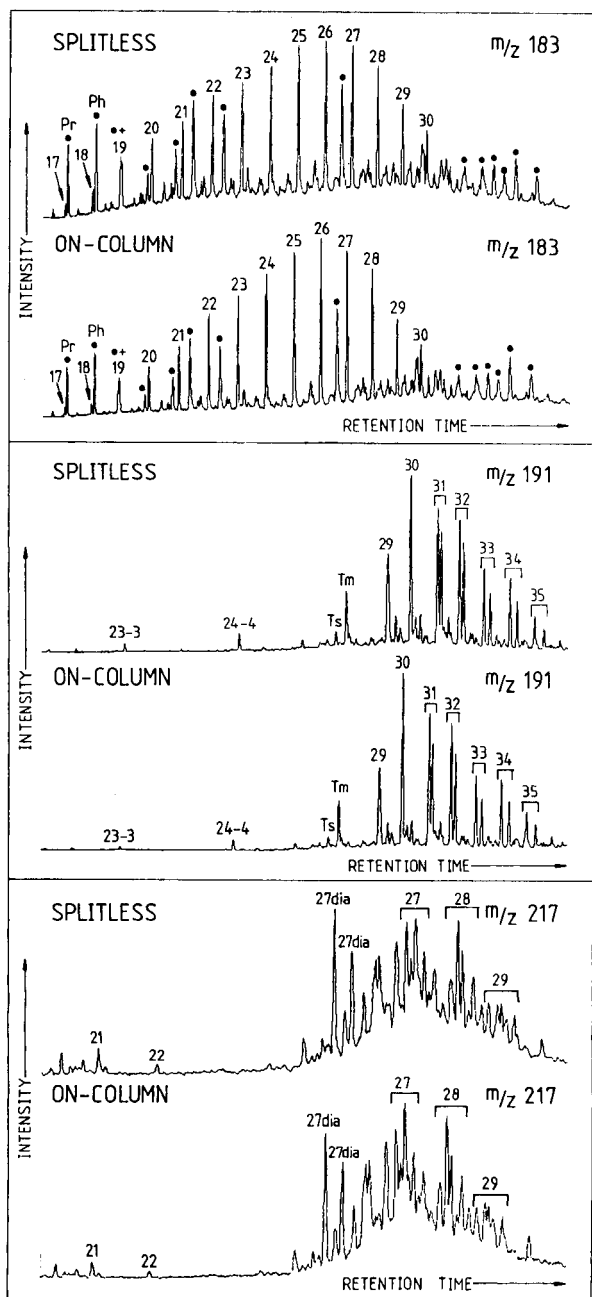 SPLITLESS
m/z 183
Pr
Ph
17
18
19
20
21
22
23
24
25
26
27
28
29
30
ON-COLUMN
m/z 183
Pr
Ph
17
18
19
20
21
22
23
24
25
26
27
28
29
30
INTENSITY
RETENTION TIME
SPLITLESS
m/z 191
23-3
24-4
Ts
Tm
29
30
31
32
33
34
35
ON-COLUMN
m/z 191
23-3
24-4
Ts
Tm
29
30
31
32
33
34
35
INTENSITY
RETENTION TIME
SPLITLESS
m/z 217
21
22
27dia
27dia
27
28
29
ON-COLUMN
m/z 217
21
22
27dia
27dia
27
28
29
INTENSITY
RETENTION TIME